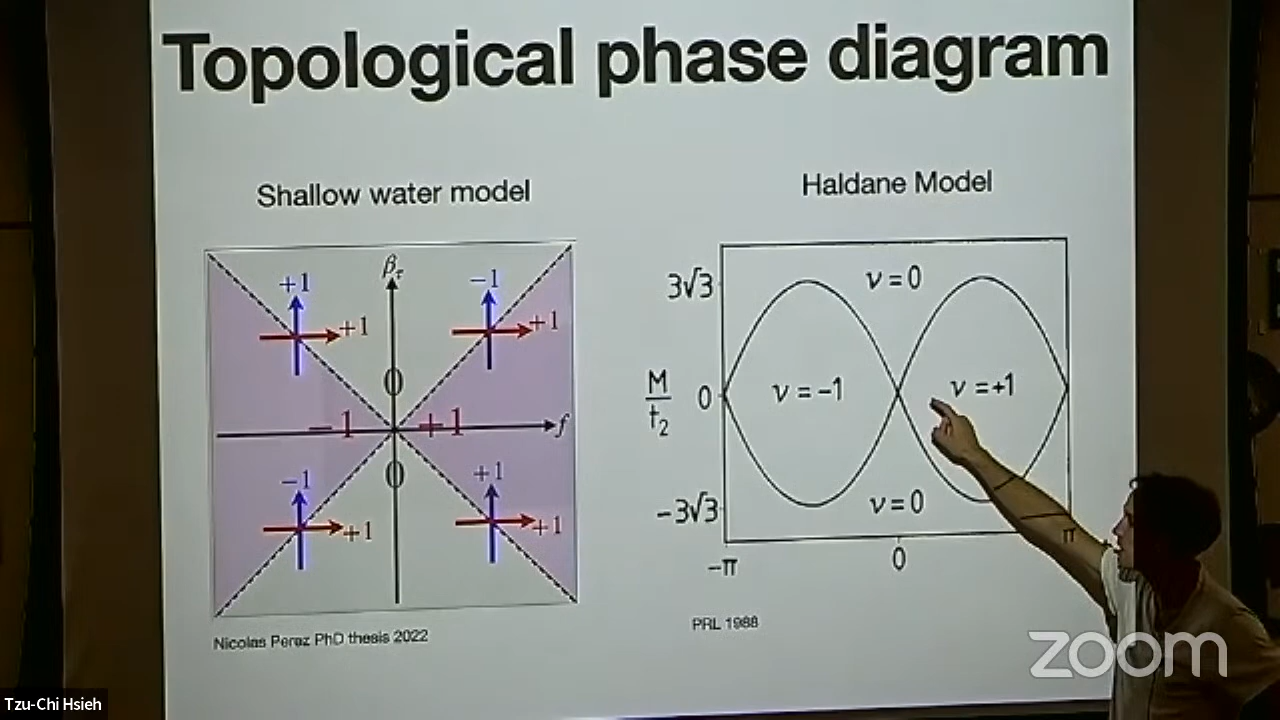 Topological phase diagram
Shallow water model
β_τ
+1
+1
-1
+1
0
-1
+1
f
0
-1
+1
+1
+1
Nicolas Perez PhD thesis 2022
Haldane Model
3√3
ν = 0
M/t₂
0
ν = -1
ν = +1
-3√3
ν = 0
-π
0
π
PRL 1988
zoom
Tzu-Chi Hsieh